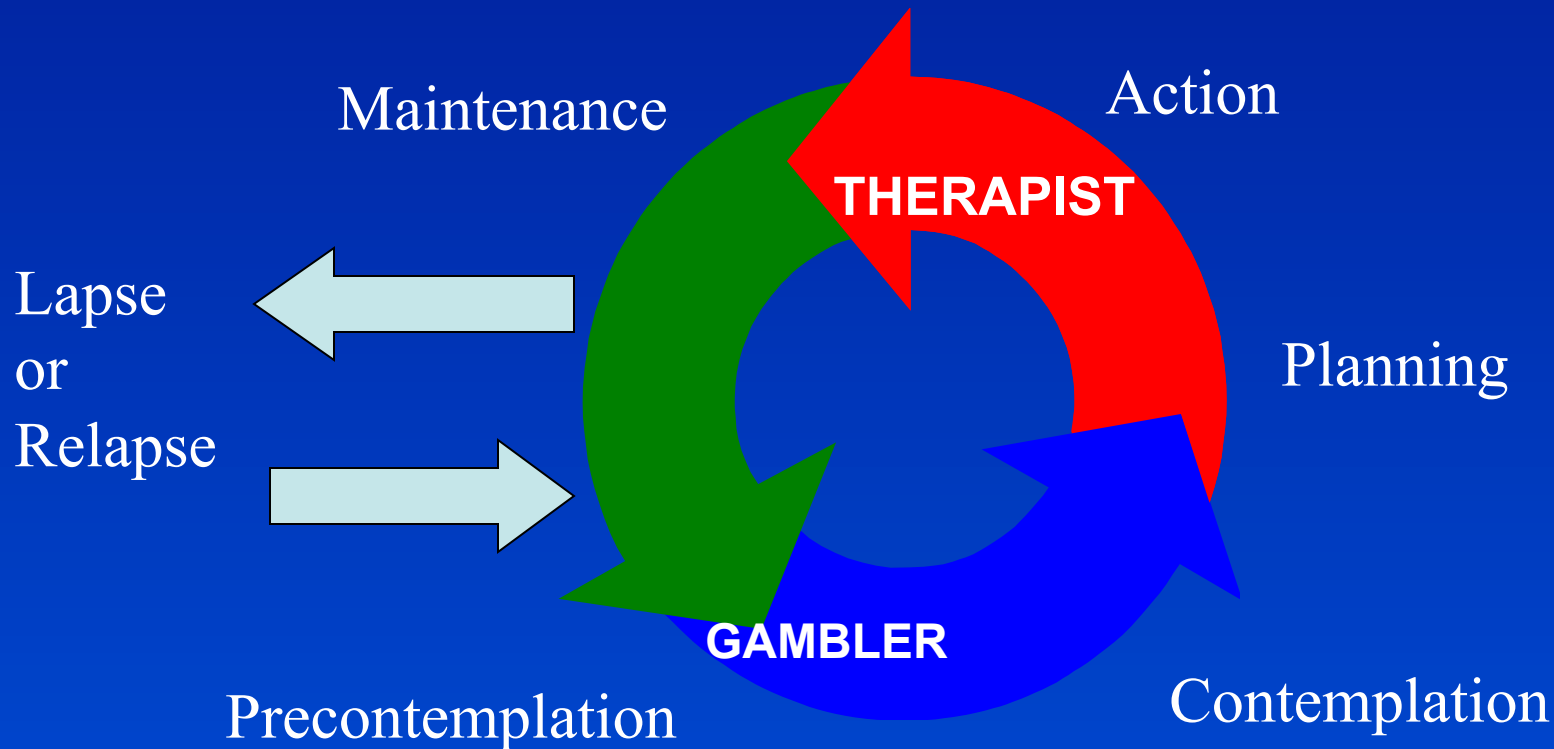 Maintenance
Action
THERAPIST
Lapse
or
Relapse
Planning
GAMBLER
Precontemplation
Contemplation